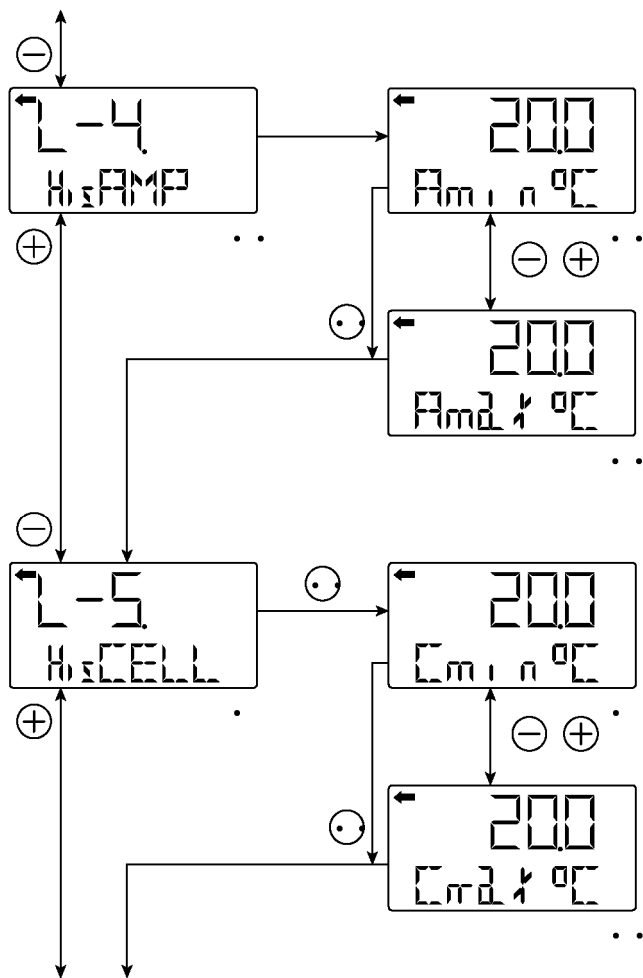 L-4.
HisAMP
20.0
Amin °C
20.0
Amax °C
L-5.
HisCELL
20.0
Cmin °C
20.0
Cmax °C